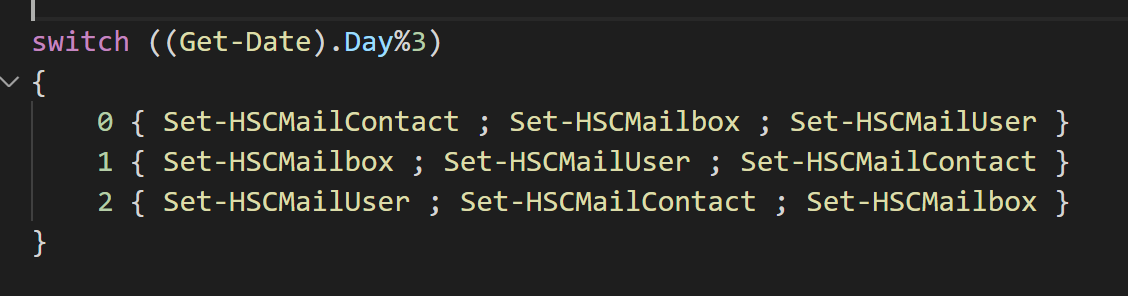 switch ((Get-Date).Day%3)
{
0 { Set-HSCMailContact ; Set-HSCMailbox ; Set-HSCMailUser }
1 { Set-HSCMailbox ; Set-HSCMailUser ; Set-HSCMailContact }
2 { Set-HSCMailUser ; Set-HSCMailContact ; Set-HSCMailbox }
}